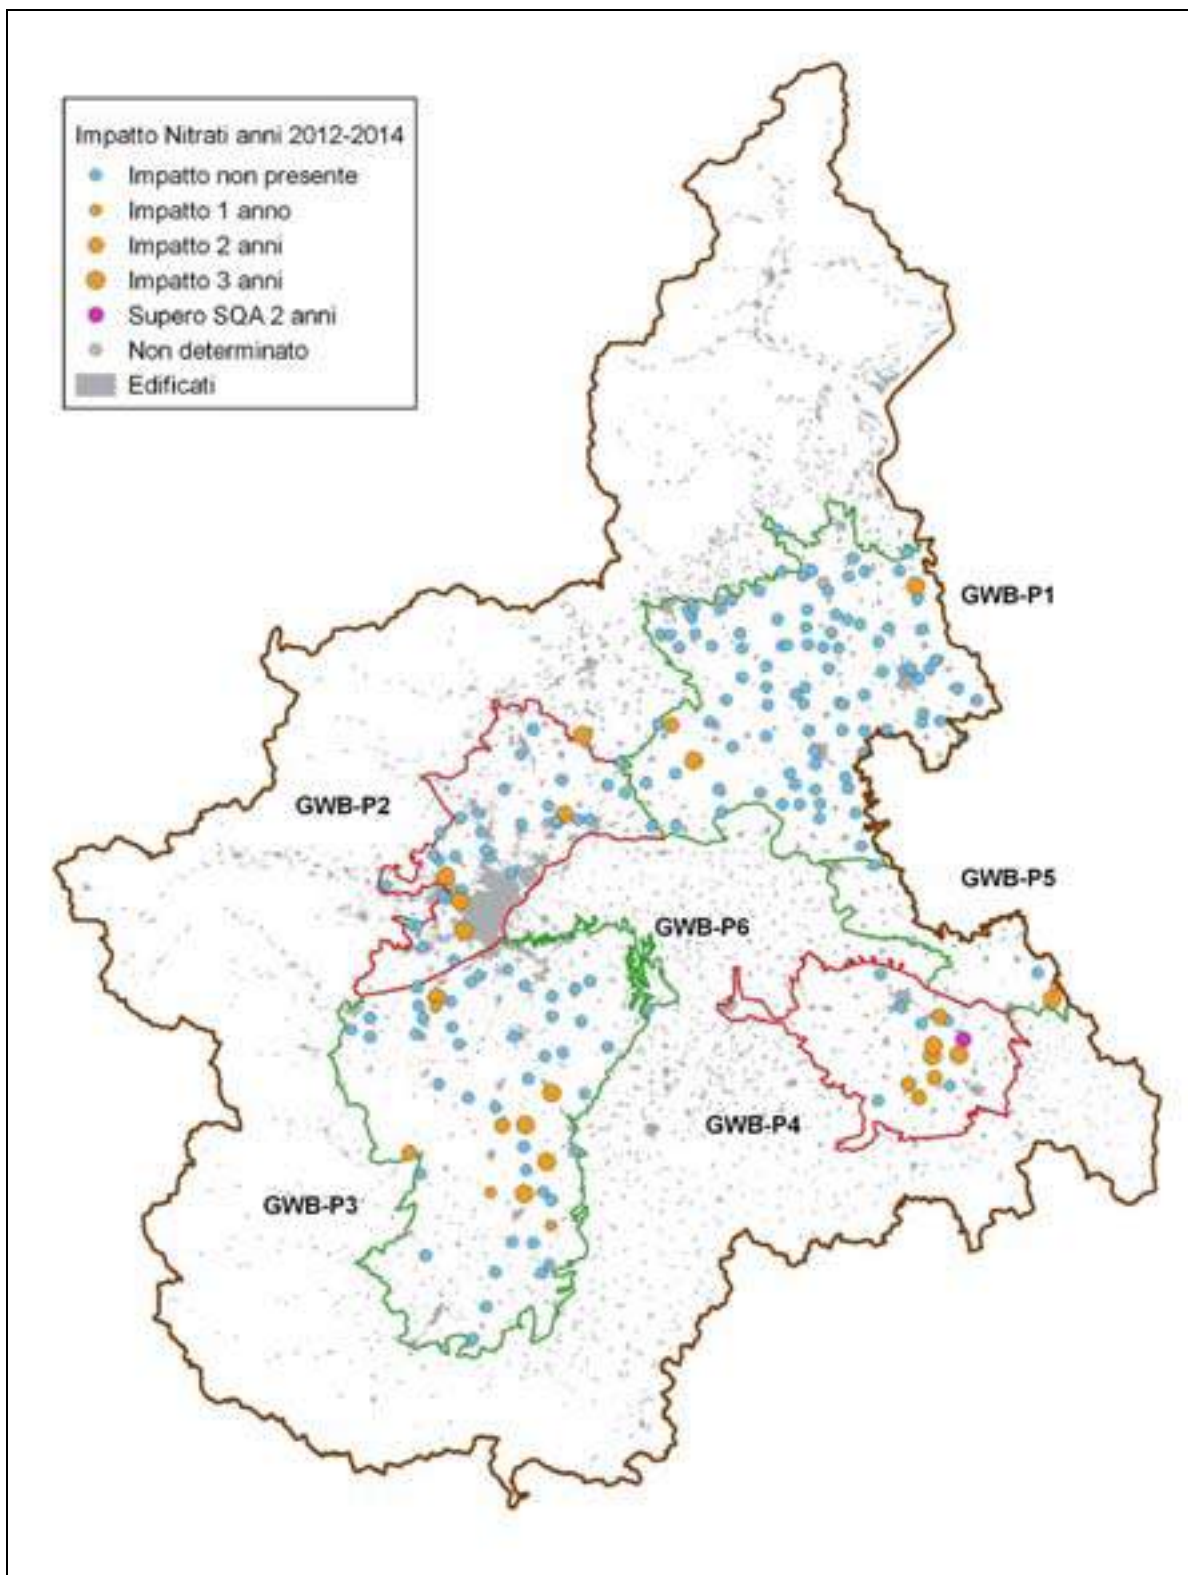 Impatto Nitrati anni 2012-2014
Impatto non presente
Impatto 1 anno
Impatto 2 anni
Impatto 3 anni
Supero SQA 2 anni
Non determinato
Edificati
GWB-P1
GWB-P2
GWB-P5
GWB-P6
GWB-P4
GWB-P3